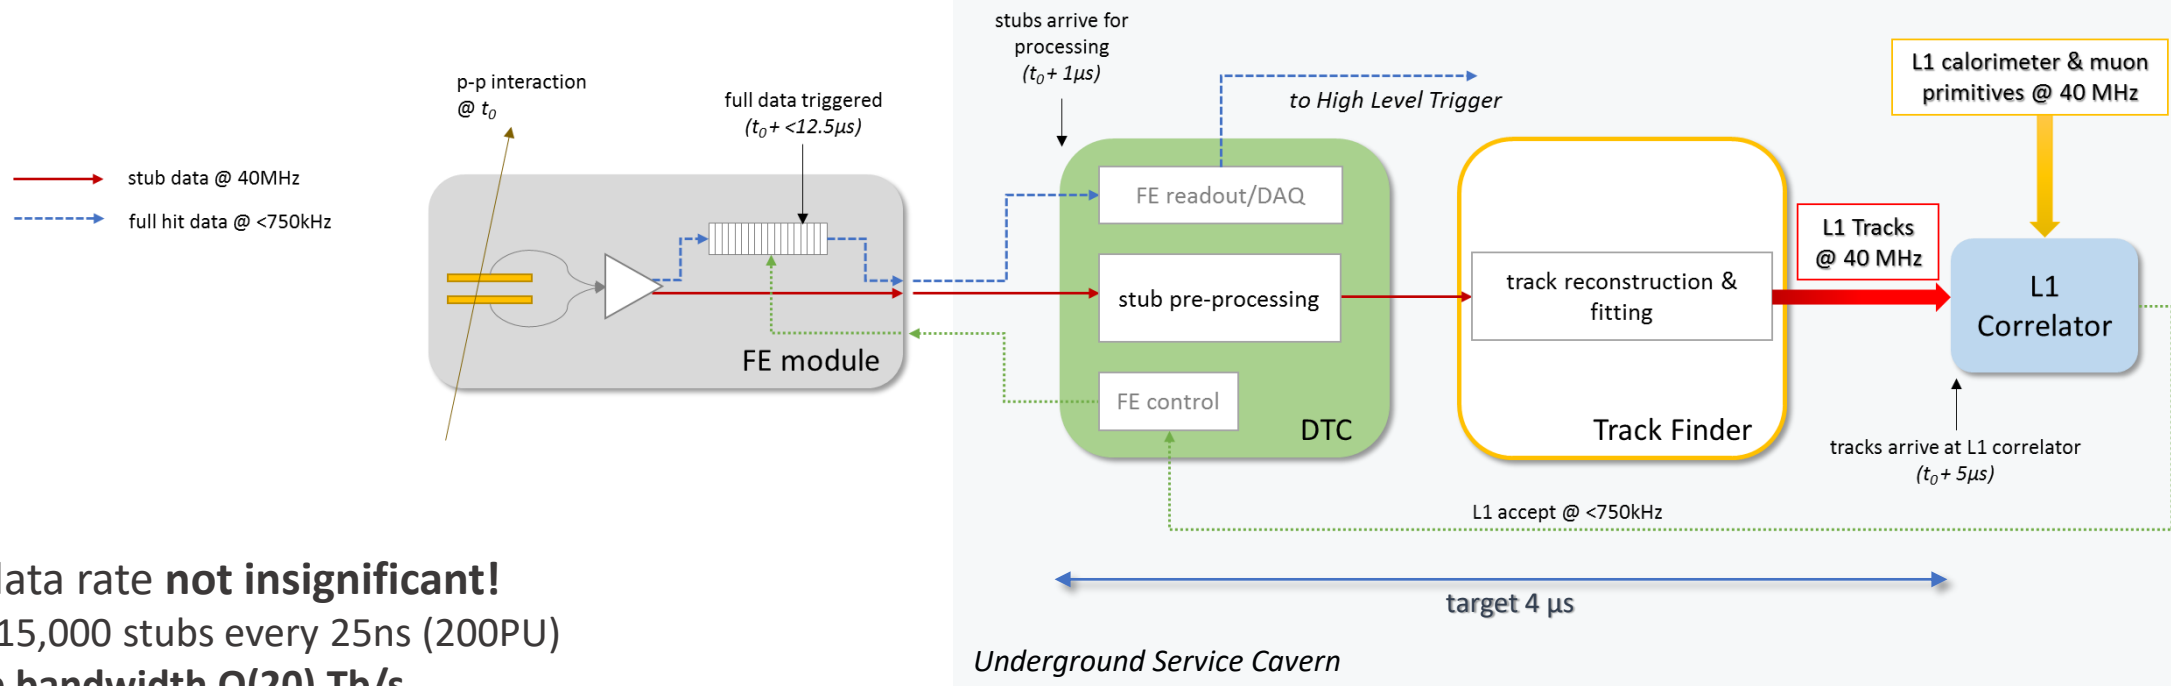 stubs arrive for
processing
(t0 + 1µs)
p-p interaction
@ t0
full data triggered
(t0 + <12.5µs)
to High Level Trigger
L1 calorimeter & muon
primitives @ 40 MHz
stub data @ 40MHz
full hit data @ <750kHz
FE readout/DAQ
L1 Tracks
@ 40 MHz
stub pre-processing
track reconstruction &
fitting
L1
Correlator
FE module
FE control
DTC
Track Finder
tracks arrive at L1 correlator
(t0 + 5µs)
L1 accept @ <750kHz
data rate not insignificant!
target 4 µs
15,000 stubs every 25ns (200PU)
Underground Service Cavern
bandwidth O(20) Tb/s